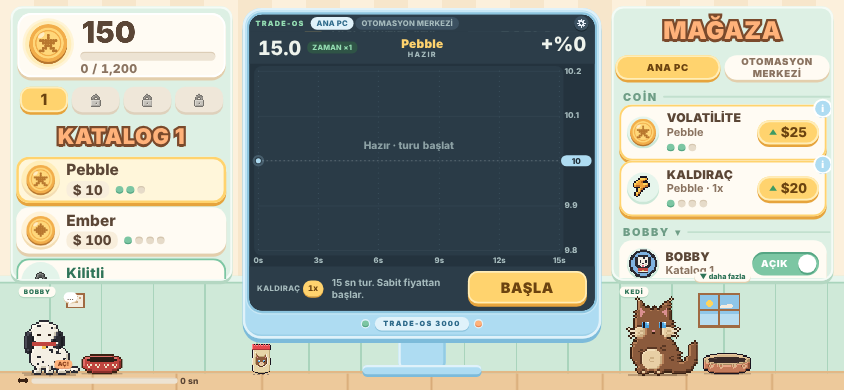 150
0 / 1,200
1
KATALOG 1
Pebble
$ 10
Ember
$ 100
Kilitli
BOBBY
AÇ!
0 sn
TRADE-OS
ANA PC
OTOMASYON MERKEZİ
15.0
ZAMAN ×1
Pebble
HAZIR
+%0
10.2
10.1
10
9.9
9.8
Hazır · turu başlat
0s
3s
6s
9s
12s
15s
KALDIRAÇ
1x
15 sn tur. Sabit fiyattan
başlar.
BAŞLA
TRADE-OS 3000
MAĞAZA
ANA PC
OTOMASYON
MERKEZİ
COİN
i
VOLATİLİTE
Pebble
$25
i
KALDIRAÇ
Pebble · 1x
$20
BOBBY ▼
BOBBY
Katalog 1
AÇIK
▼ daha fazla
KEDİ